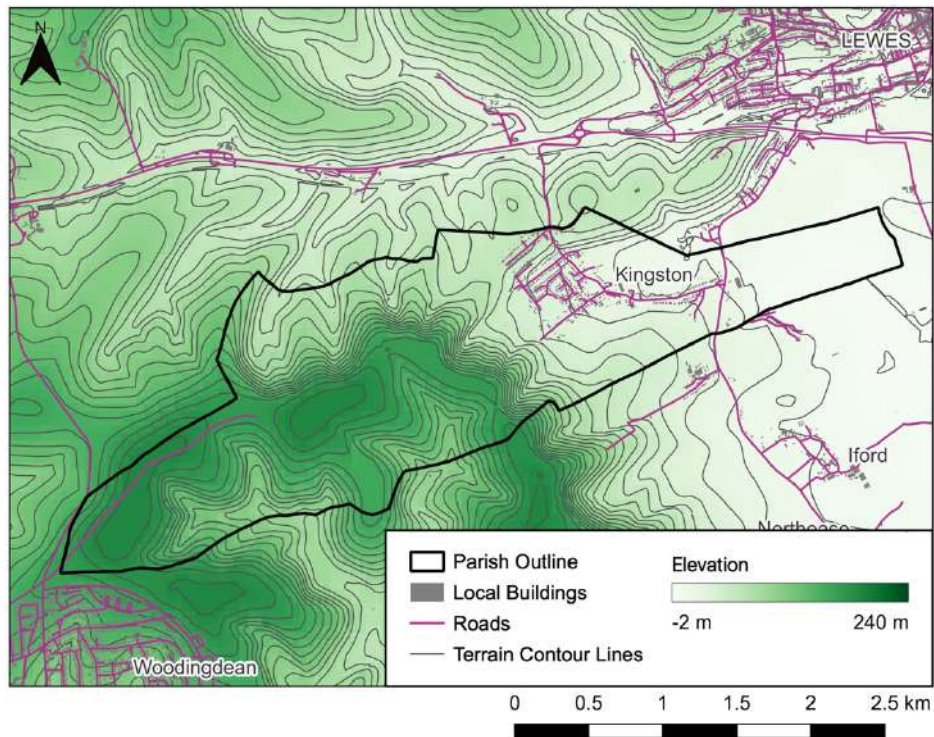 N
LEWES
Kingston
Iford
Northease
Woodingdean
Parish Outline
Local Buildings
Roads
Terrain Contour Lines
Elevation
-2 m 240 m
0 0.5 1 1.5 2 2.5 km